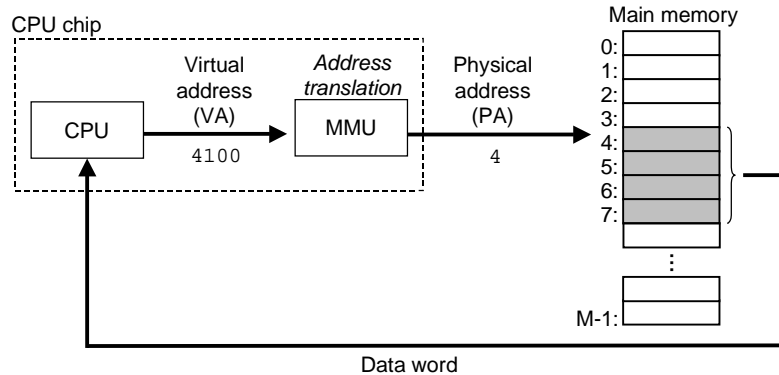 CPU chip
Virtual
address
(VA)
Address
translation
Physical
address
(PA)
Main memory
CPU
MMU
4100
4
0:
1:
2:
3:
4:
5:
6:
7:
...
M-1:
Data word